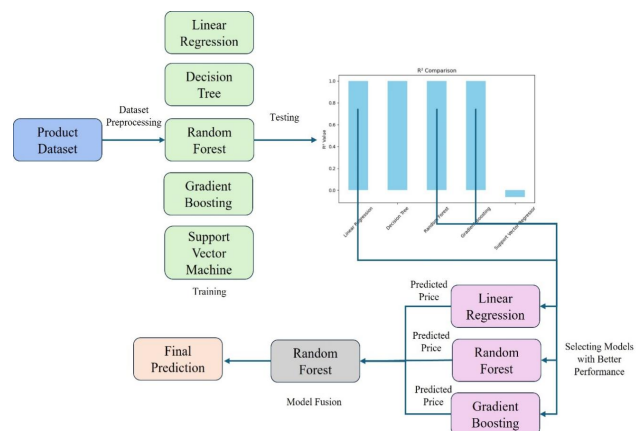 Linear
Regression
Decision
Tree
Product
Dataset
Dataset
Preprocessing
Random
Forest
Testing
Gradient
Boosting
Support
Vector
Machine
Training
R² Comparison
R² Value
1.0
0.8
0.6
0.4
0.2
0.0
Linear Regression
Decision Tree
Random Forest
Gradient Boosting
Support Vector Regressor
Predicted
Price
Linear
Regression
Predicted
Price
Random
Forest
Selecting Models
with Better
Performance
Predicted
Price
Gradient
Boosting
Random
Forest
Model Fusion
Final
Prediction